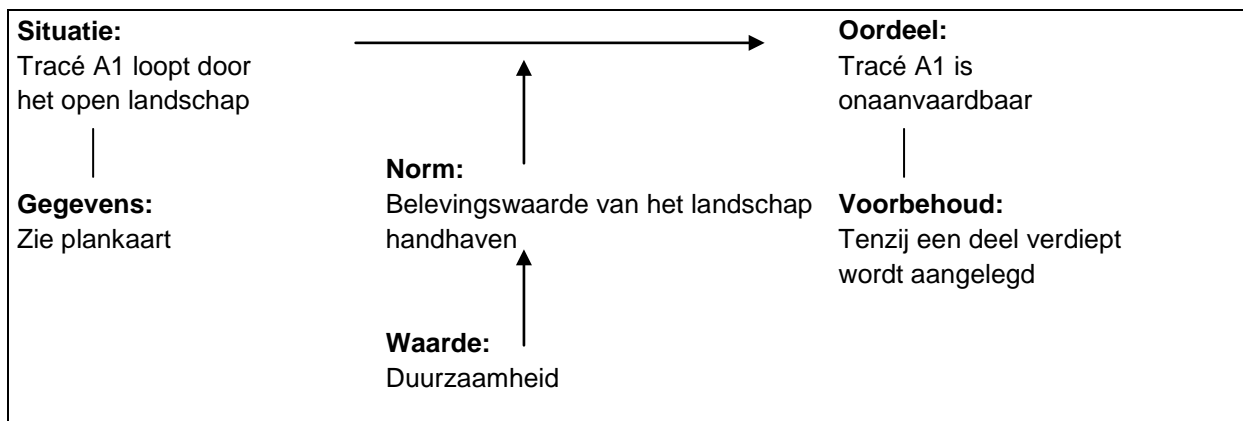 Situatie:
Tracé A1 loopt door
het open landschap
Oordeel:
Tracé A1 is
onaanvaardbaar
Norm:
Belevingswaarde van het landschap
handhaven
Gegevens:
Zie plankaart
Voorbehoud:
Tenzij een deel verdiept
wordt aangelegd
Waarde:
Duurzaamheid